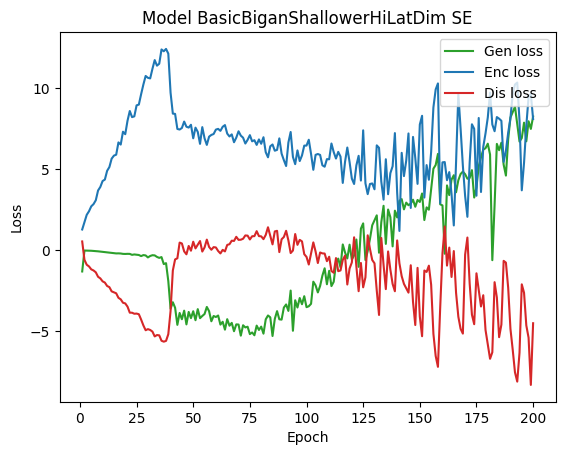 Model BasicBiganShallowerHiLatDim SE
Gen loss
Enc loss
Dis loss
10
5
0
−5
Loss
0
25
50
75
100
125
150
175
200
Epoch